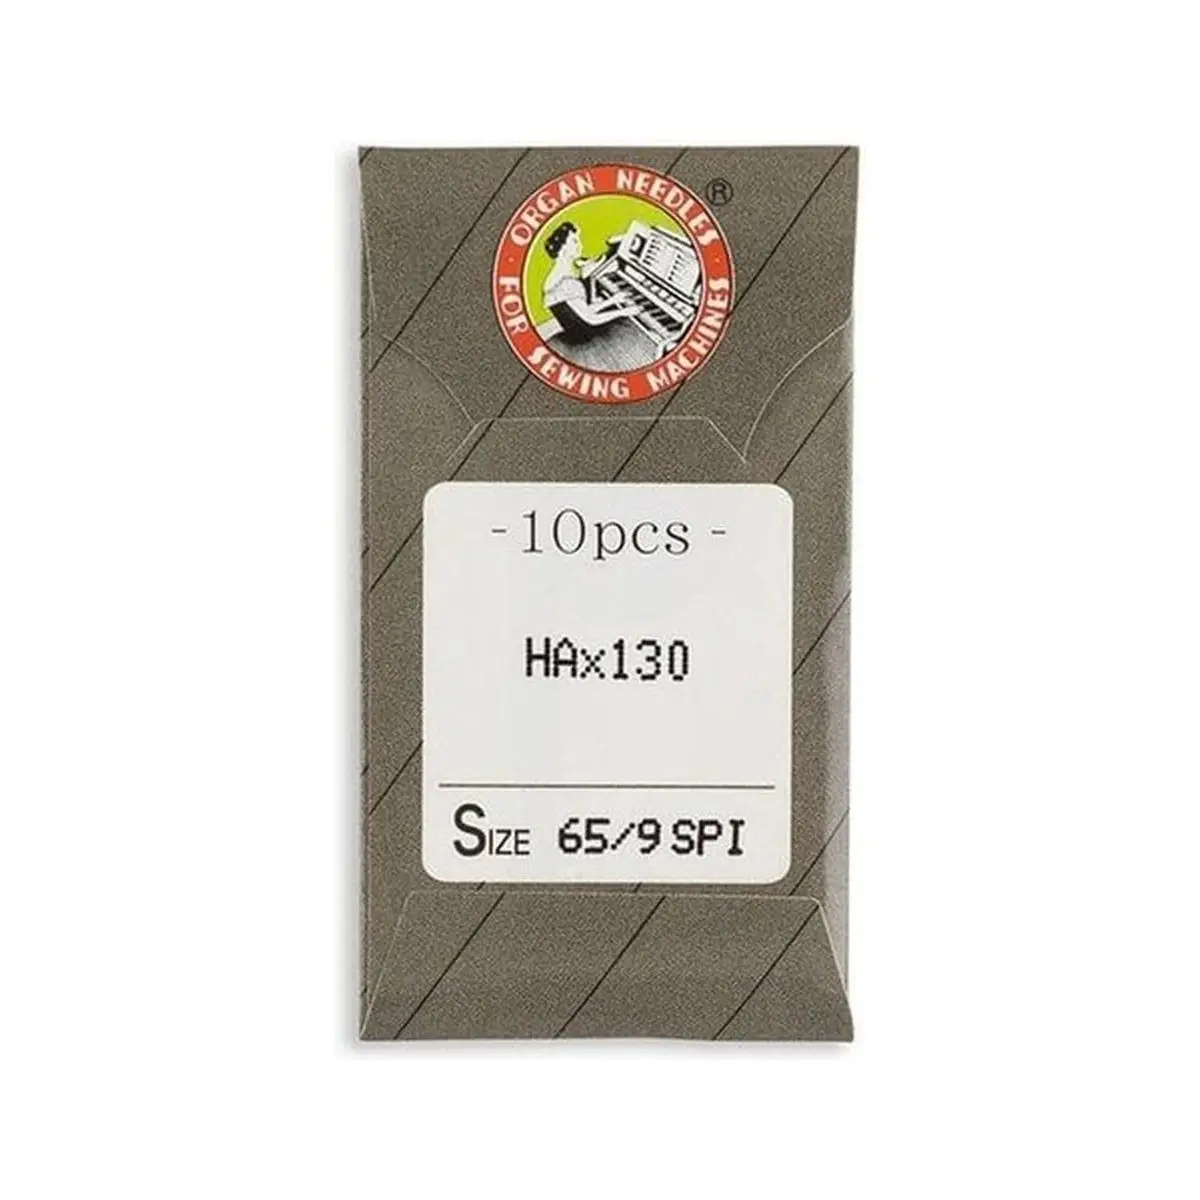 ORGAN NEEDLES
®
FOR SEWING MACHINES
-10pcs-
HAx130
SIZE 65/9 SPI